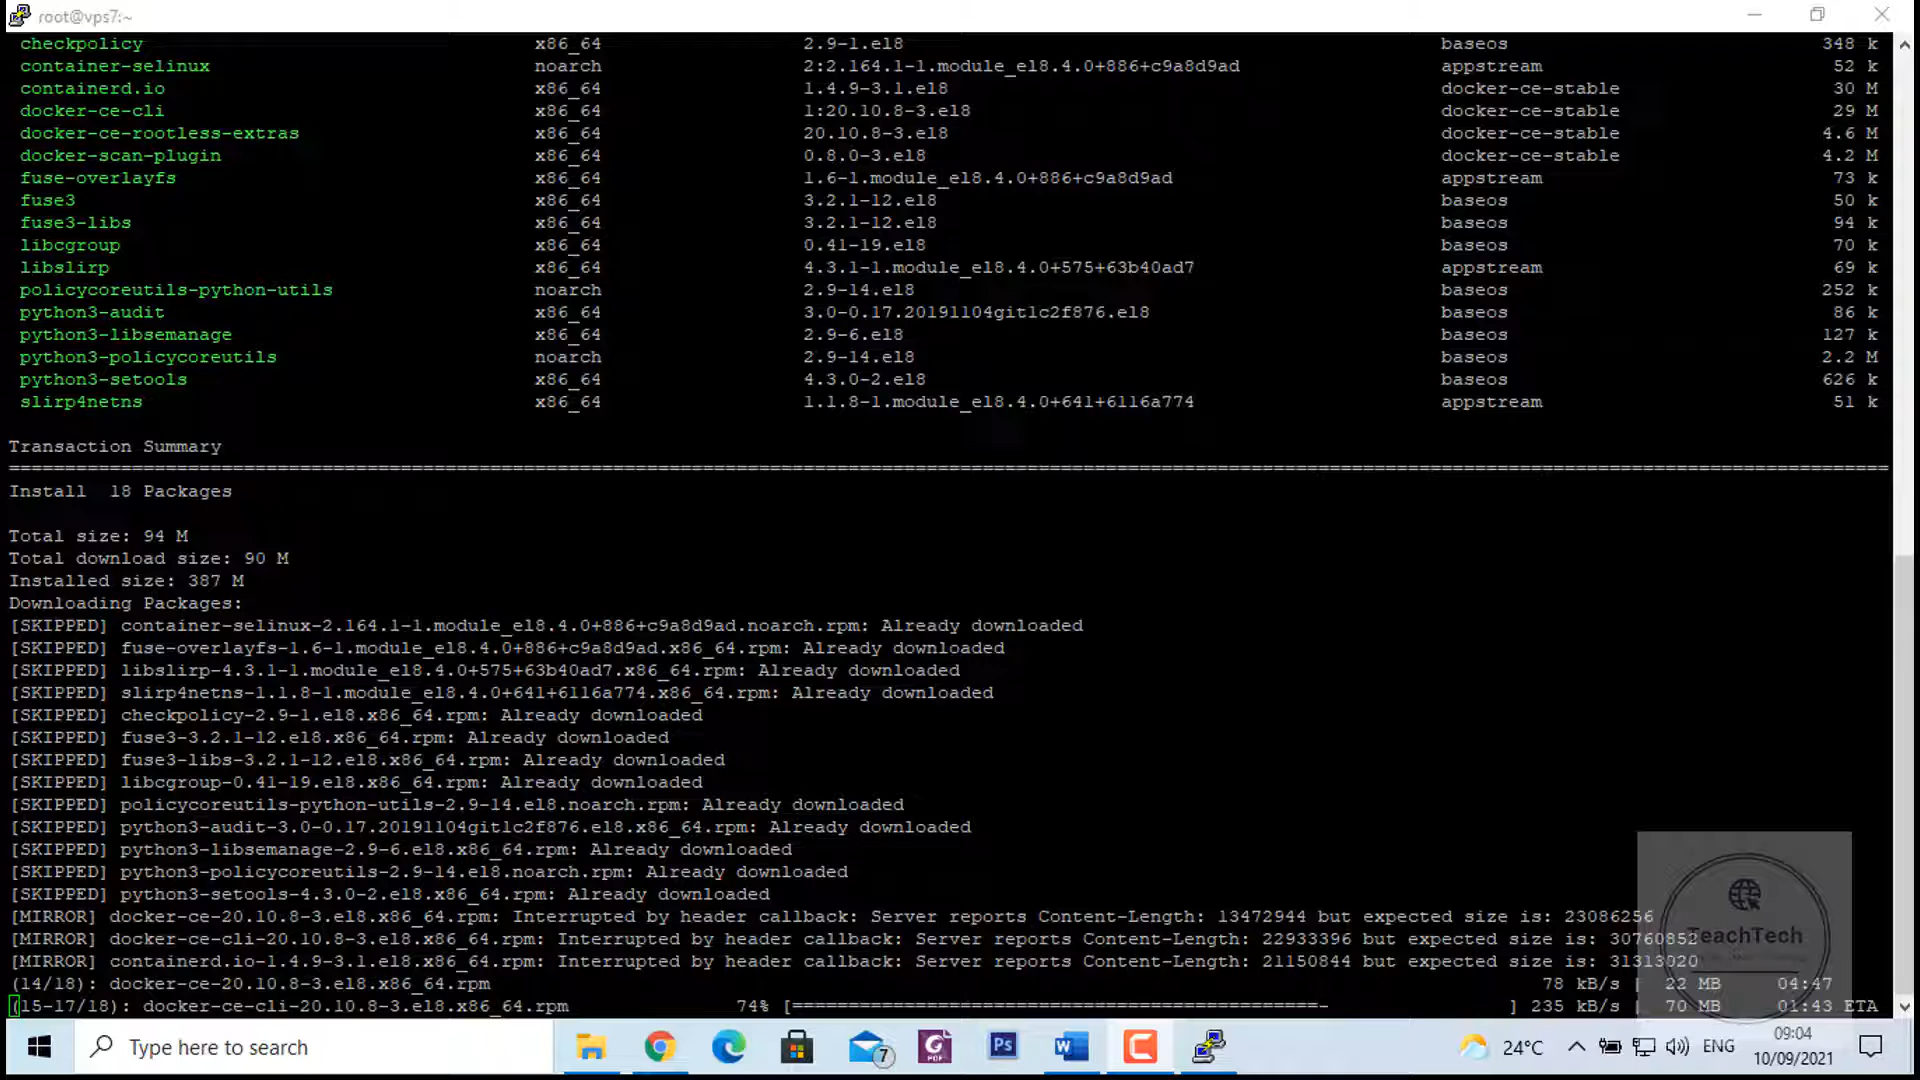 root@vps7:~
checkpolicy x86_64 2.9-1.el8 baseos 348 k
container-selinux noarch 2:2.164.1-1.module_el8.4.0+886+c9a8d9ad appstream 52 k
containerd.io x86_64 1.4.9-3.1.el8 docker-ce-stable 30 M
docker-ce-cli x86_64 1:20.10.8-3.el8 docker-ce-stable 29 M
docker-ce-rootless-extras x86_64 20.10.8-3.el8 docker-ce-stable 4.6 M
docker-scan-plugin x86_64 0.8.0-3.el8 docker-ce-stable 4.2 M
fuse-overlayfs x86_64 1.6-1.module_el8.4.0+886+c9a8d9ad appstream 73 k
fuse3 x86_64 3.2.1-12.el8 baseos 50 k
fuse3-libs x86_64 3.2.1-12.el8 baseos 94 k
libcgroup x86_64 0.41-19.el8 baseos 70 k
libslirp x86_64 4.3.1-1.module_el8.4.0+575+63b40ad7 appstream 69 k
policycoreutils-python-utils noarch 2.9-14.el8 baseos 252 k
python3-audit x86_64 3.0-0.17.20191104git1c2f876.el8 baseos 86 k
python3-libsemanage x86_64 2.9-6.el8 baseos 127 k
python3-policycoreutils noarch 2.9-14.el8 baseos 2.2 M
python3-setools x86_64 4.3.0-2.el8 baseos 626 k
slirp4netns x86_64 1.1.8-1.module_el8.4.0+641+6116a774 appstream 51 k
Transaction Summary
================================================================================
Install 18 Packages
Total size: 94 M
Total download size: 90 M
Installed size: 387 M
Downloading Packages:
[SKIPPED] container-selinux-2.164.1-1.module_el8.4.0+886+c9a8d9ad.noarch.rpm: Already downloaded
[SKIPPED] fuse-overlayfs-1.6-1.module_el8.4.0+886+c9a8d9ad.x86_64.rpm: Already downloaded
[SKIPPED] libslirp-4.3.1-1.module_el8.4.0+575+63b40ad7.x86_64.rpm: Already downloaded
[SKIPPED] slirp4netns-1.1.8-1.module_el8.4.0+641+6116a774.x86_64.rpm: Already downloaded
[SKIPPED] checkpolicy-2.9-1.el8.x86_64.rpm: Already downloaded
[SKIPPED] fuse3-3.2.1-12.el8.x86_64.rpm: Already downloaded
[SKIPPED] fuse3-libs-3.2.1-12.el8.x86_64.rpm: Already downloaded
[SKIPPED] libcgroup-0.41-19.el8.x86_64.rpm: Already downloaded
[SKIPPED] policycoreutils-python-utils-2.9-14.el8.noarch.rpm: Already downloaded
[SKIPPED] python3-audit-3.0-0.17.20191104git1c2f876.el8.x86_64.rpm: Already downloaded
[SKIPPED] python3-libsemanage-2.9-6.el8.x86_64.rpm: Already downloaded
[SKIPPED] python3-policycoreutils-2.9-14.el8.noarch.rpm: Already downloaded
[SKIPPED] python3-setools-4.3.0-2.el8.x86_64.rpm: Already downloaded
[MIRROR] docker-ce-20.10.8-3.el8.x86_64.rpm: Interrupted by header callback: Server reports Content-Length: 13472944 but expected size is: 23086256
[MIRROR] docker-ce-cli-20.10.8-3.el8.x86_64.rpm: Interrupted by header callback: Server reports Content-Length: 22933396 but expected size is: 30760852
[MIRROR] containerd.io-1.4.9-3.1.el8.x86_64.rpm: Interrupted by header callback: Server reports Content-Length: 21150844 but expected size is: 31313020
(14/18): docker-ce-20.10.8-3.el8.x86_64.rpm 78 kB/s | 22 MB 04:47
(15-17/18): docker-ce-cli-20.10.8-3.el8.x86_64.rpm 74% [===============================================- ] 235 kB/s | 70 MB 01:43 ETA
TeachTech
Type here to search
7
PDF
Ps
W
24°C
ENG
09:04
10/09/2021